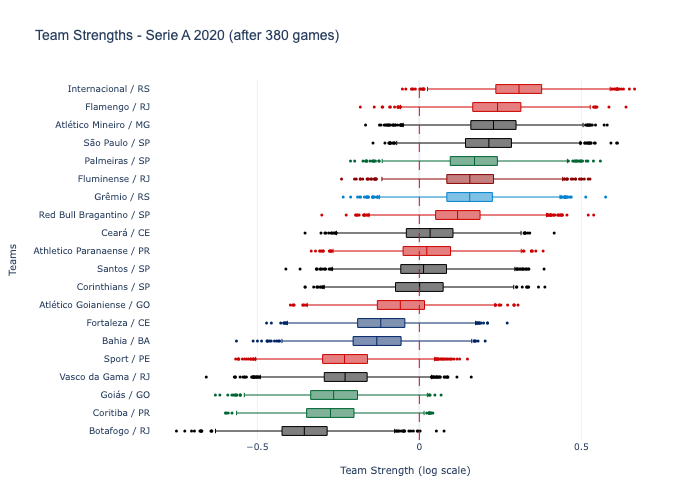 Team Strengths - Serie A 2020 (after 380 games)
Internacional / RS
Flamengo / RJ
Atlético Mineiro / MG
São Paulo / SP
Palmeiras / SP
Fluminense / RJ
Grêmio / RS
Red Bull Bragantino / SP
Ceará / CE
Athletico Paranaense / PR
Santos / SP
Corinthians / SP
Atlético Goianiense / GO
Fortaleza / CE
Bahia / BA
Sport / PE
Vasco da Gama / RJ
Goiás / GO
Coritiba / PR
Botafogo / RJ
Teams
−0.5 0 0.5
Team Strength (log scale)